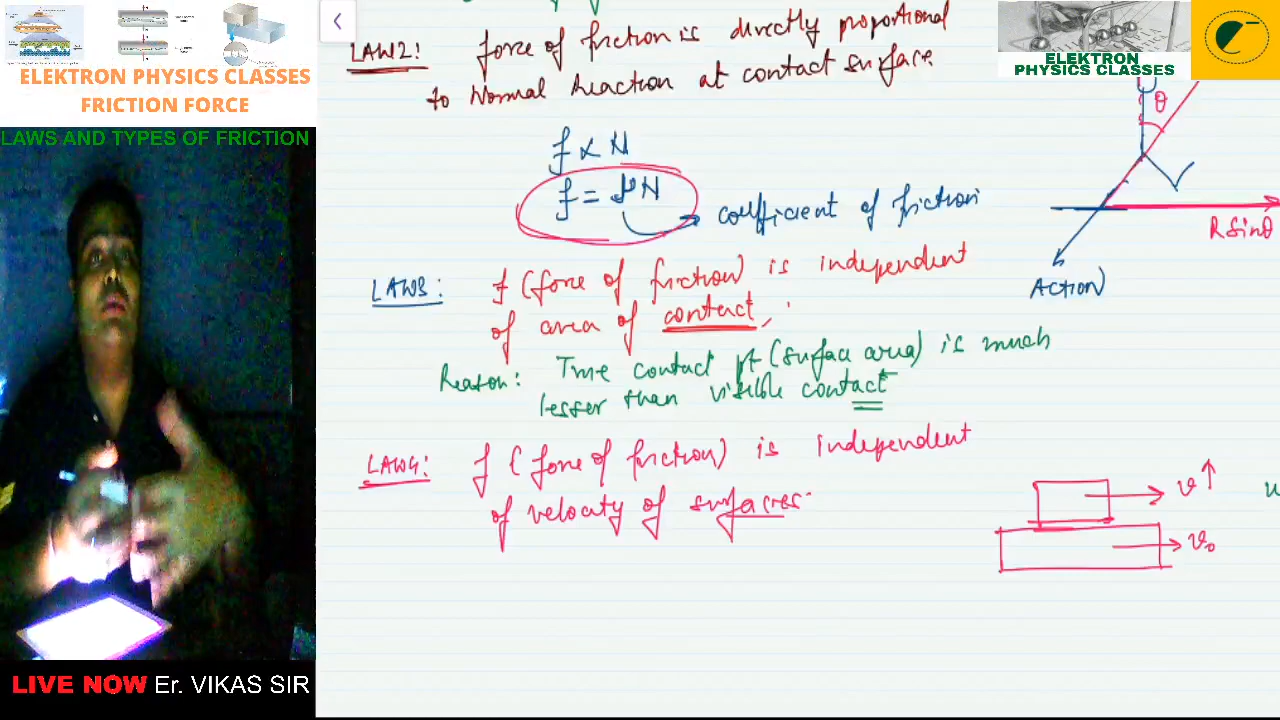 ELEKTRON PHYSICS CLASSES
FRICTION FORCE
LAWS AND TYPES OF FRICTION
LIVE NOW Er. VIKAS SIR
ELEKTRON
PHYSICS CLASSES
LAW2: force of friction is directly proportional
to Normal Reaction at contact surface
f ∝ N
f = μN
coefficient of friction
θ
R sinθ
Action
LAW3: f (force of friction) is independent
of area of contact.
Reason: True contact pt (surface area) is much
lesser than visible contact
LAW4: f (force of friction) is independent
of velocity of surfaces.
v↑
v₀